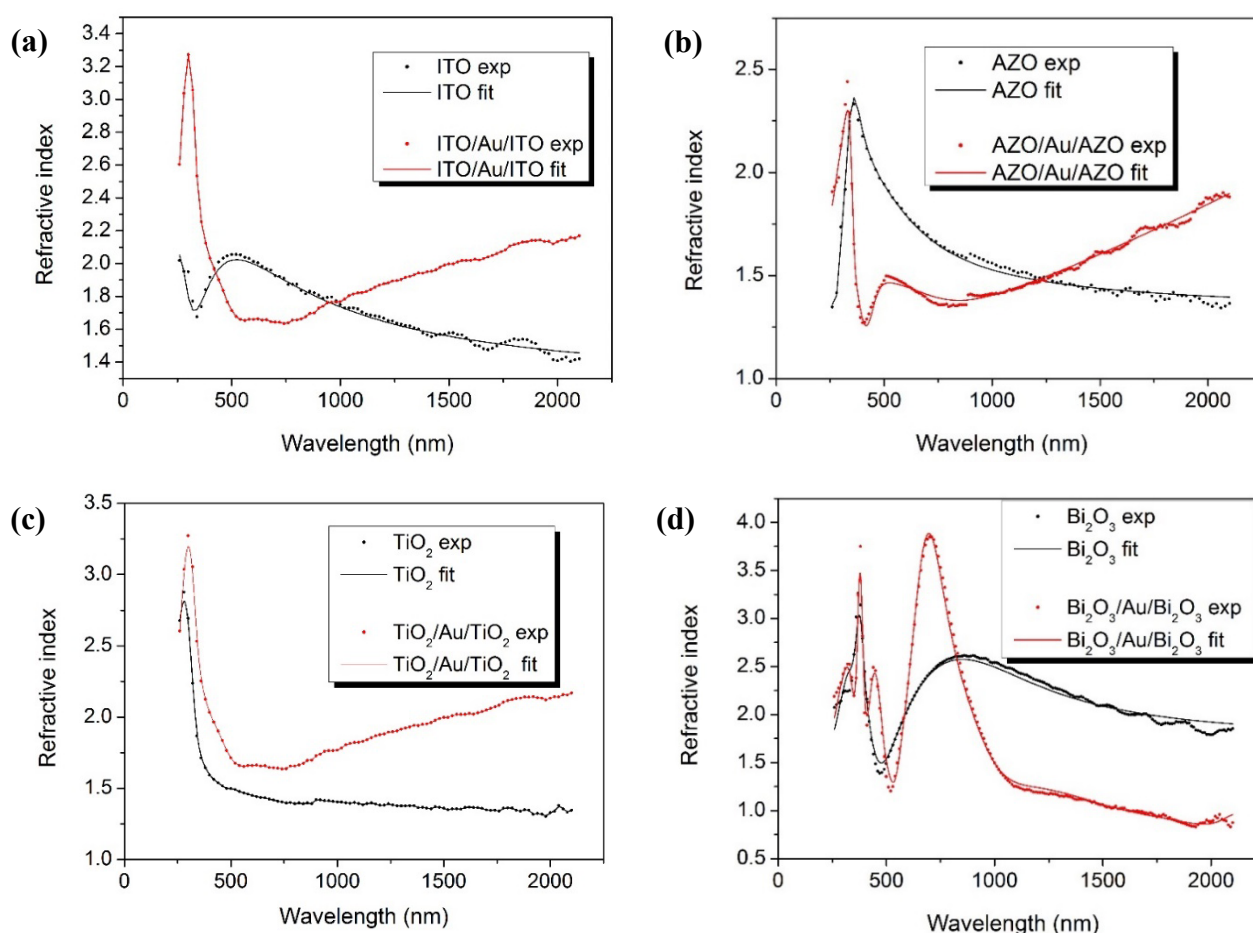 (a)
Refractive index
3.4
3.2
3.0
2.8
2.6
2.4
2.2
2.0
1.8
1.6
1.4
0 500 1000 1500 2000
Wavelength (nm)
ITO exp
ITO fit
ITO/Au/ITO exp
ITO/Au/ITO fit
(b)
Refractive index
2.5
2.0
1.5
1.0
0 500 1000 1500 2000
Wavelength (nm)
AZO exp
AZO fit
AZO/Au/AZO exp
AZO/Au/AZO fit
(c)
Refractive index
3.5
3.0
2.5
2.0
1.5
1.0
0 500 1000 1500 2000
Wavelength (nm)
TiO₂ exp
TiO₂ fit
TiO₂/Au/TiO₂ exp
TiO₂/Au/TiO₂ fit
(d)
Refractive index
4.0
3.5
3.0
2.5
2.0
1.5
1.0
0.5
0 500 1000 1500 2000
Wavelength (nm)
Bi₂O₃ exp
Bi₂O₃ fit
Bi₂O₃/Au/Bi₂O₃ exp
Bi₂O₃/Au/Bi₂O₃ fit